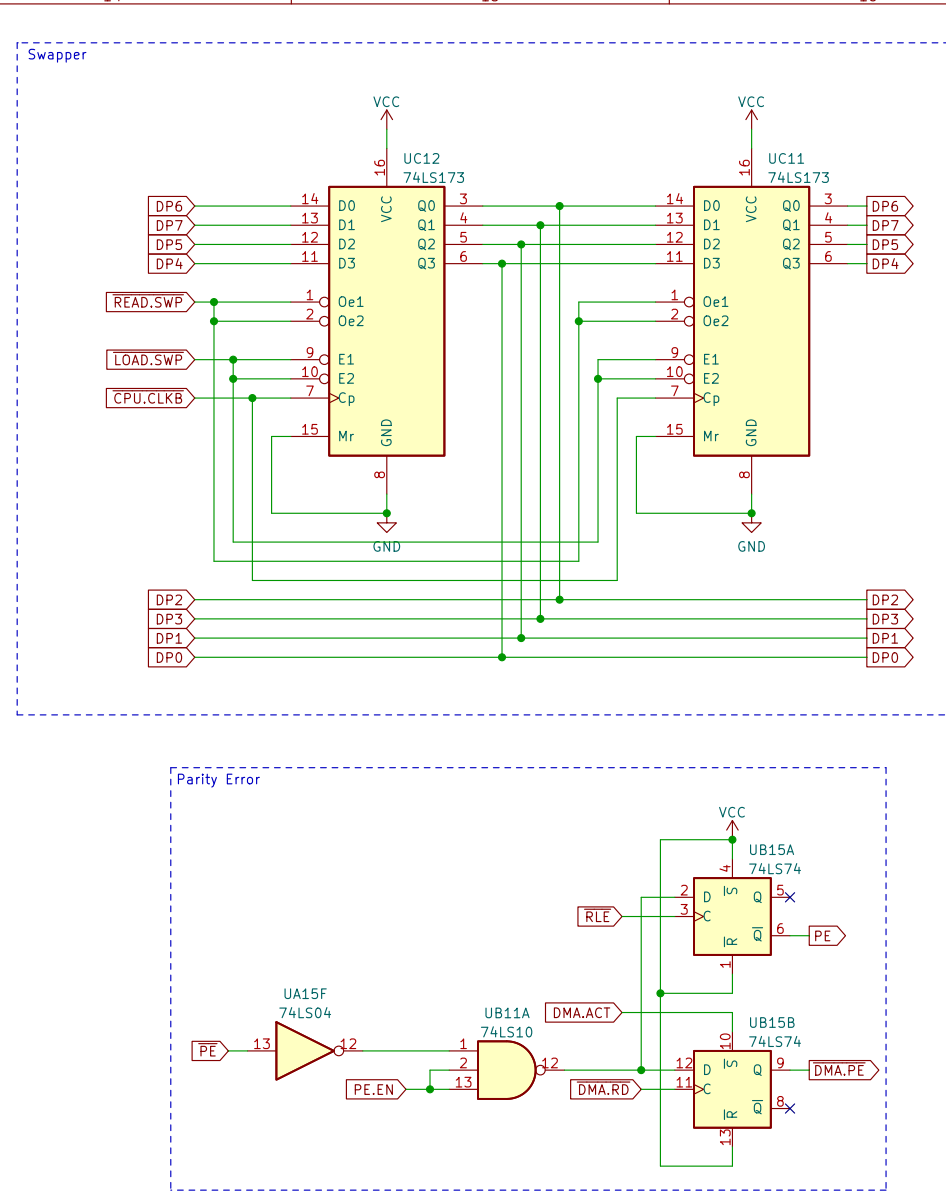 Swapper
VCC
VCC
UC12
74LS173
UC11
74LS173
16
16
DP6 14 D0 VCC Q0 3 14 D0 VCC Q0 3 DP6
DP7 13 D1 Q1 4 13 D1 Q1 4 DP7
DP5 12 D2 Q2 5 12 D2 Q2 5 DP5
DP4 11 D3 Q3 6 11 D3 Q3 6 DP4
READ.SWP 1 Oe1 1 Oe1
2 Oe2 2 Oe2
LOAD.SWP 9 E1 9 E1
10 E2 10 E2
CPU.CLKB 7 Cp 7 Cp
15 Mr GND 15 Mr GND
8 8
GND GND
DP2 DP2
DP3 DP3
DP1 DP1
DP0 DP0
Parity Error
VCC
UB15A
74LS74
4
2 D S Q 5
RLE 3 C
R Q 6 PE
1
UA15F
74LS04
UB11A
74LS10
DMA.ACT
UB15B
74LS74
10
PE 13 12 1
2 12 12 D S Q 9 DMA.PE
PE.EN 13 DMA.RD 11 C
R Q 8
13